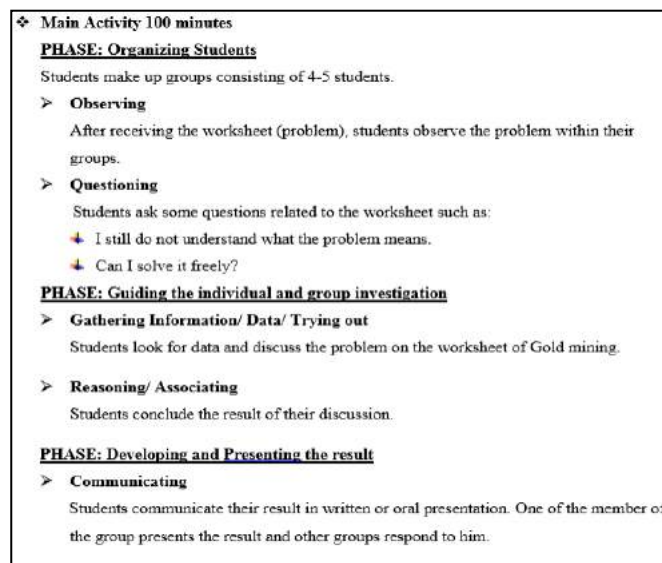 ❖ Main Activity 100 minutes
PHASE: Organizing Students
Students make up groups consisting of 4-5 students.
➢ Observing
After receiving the worksheet (problem), students observe the problem within their
groups.
➢ Questioning
Students ask some questions related to the worksheet such as:
I still do not understand what the problem means.
Can I solve it freely?
PHASE: Guiding the individual and group investigation
➢ Gathering Information/ Data/ Trying out
Students look for data and discuss the problem on the worksheet of Gold mining.
➢ Reasoning/ Associating
Students conclude the result of their discussion.
PHASE: Developing and Presenting the result
➢ Communicating
Students communicate their result in written or oral presentation. One of the member of
the group presents the result and other groups respond to him.